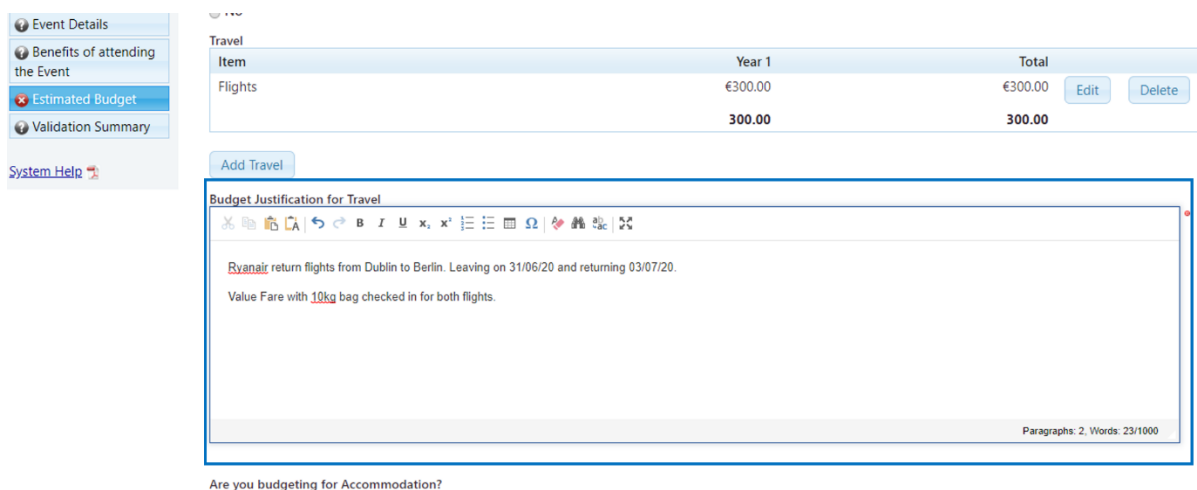 No
Event Details
Benefits of attending
the Event
Estimated Budget
Validation Summary
System Help
Travel
Item Year 1 Total
Flights €300.00 €300.00 Edit Delete
300.00 300.00
Add Travel
Budget Justification for Travel
B I U x₂ x² Ω
Ryanair return flights from Dublin to Berlin. Leaving on 31/06/20 and returning 03/07/20.
Value Fare with 10kg bag checked in for both flights.
Paragraphs: 2, Words: 23/1000
Are you budgeting for Accommodation?